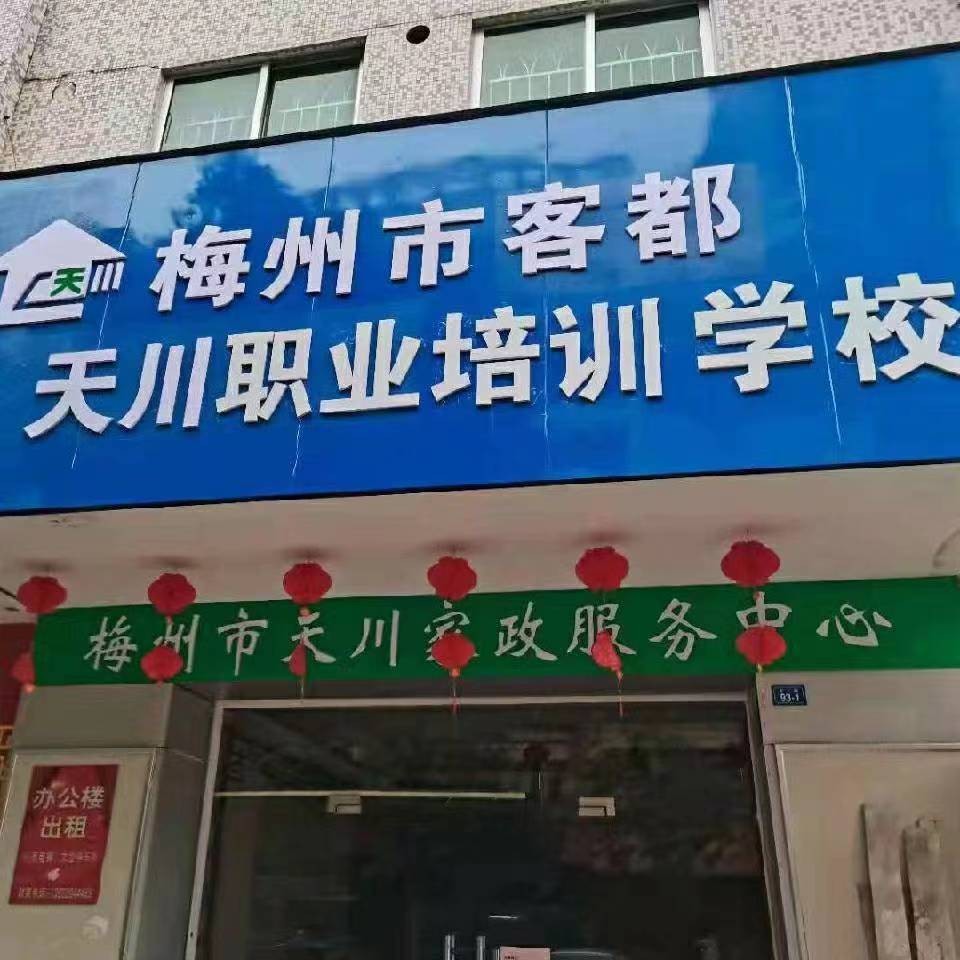 天川
梅州市客都
天川职业培训学校
梅州市天川家政服务中心
93-1
办公楼
出租